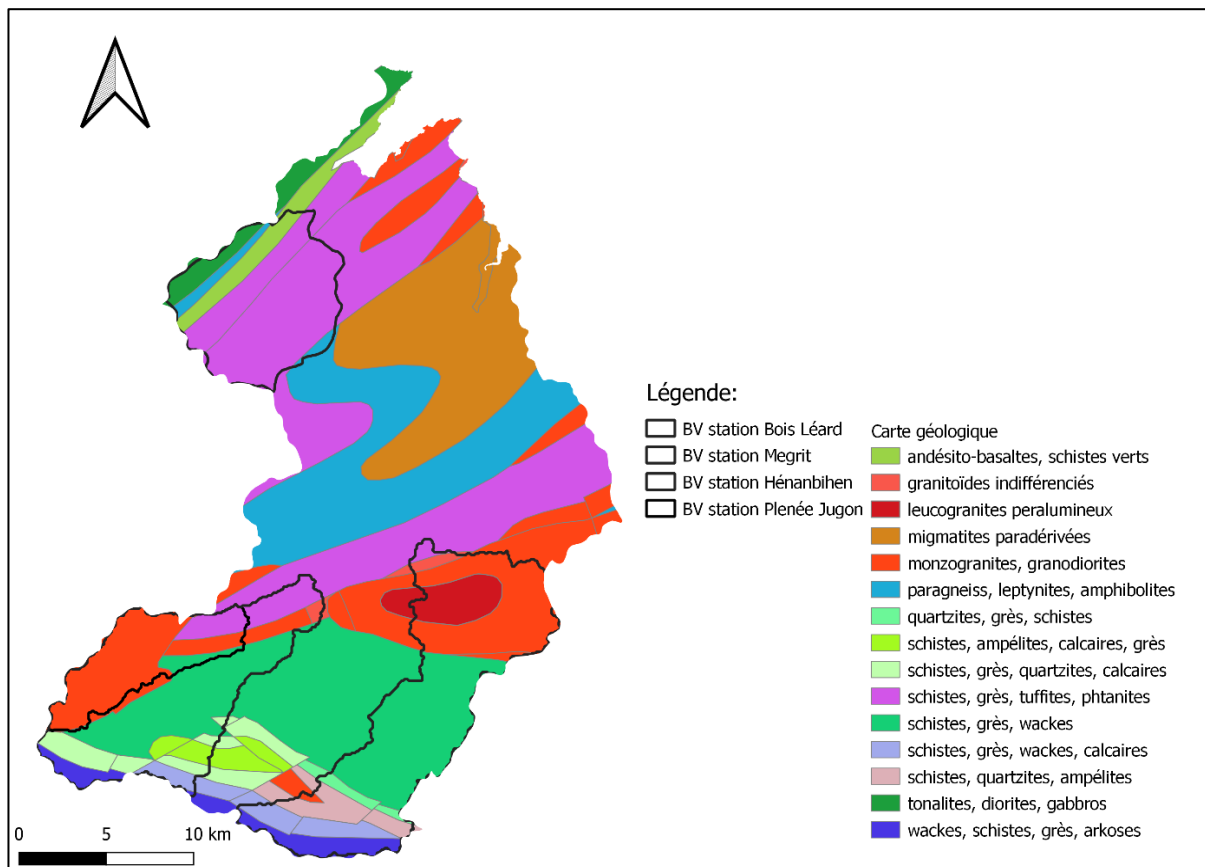 Légende:
BV station Bois Léard
BV station Megrit
BV station Hénanbihen
BV station Plenée Jugon
Carte géologique
andésito-basaltes, schistes verts
granitoïdes indifférenciés
leucogranites peralumineux
migmatites paradérivées
monzogranites, granodiorites
paragneiss, leptynites, amphibolites
quartzites, grès, schistes
schistes, ampélites, calcaires, grès
schistes, grès, quartzites, calcaires
schistes, grès, tuffites, phtanites
schistes, grès, wackes
schistes, grès, wackes, calcaires
schistes, quartzites, ampélites
tonalites, diorites, gabbros
wackes, schistes, grès, arkoses
0 5 10 km